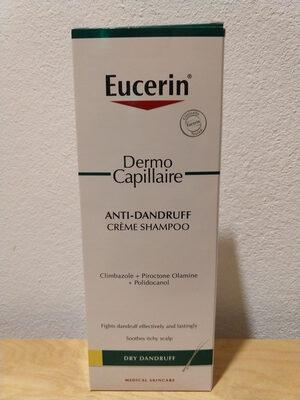 Eucerin®
Eucerin
Dermo
Capillaire
ANTI-DANDRUFF
CRÈME SHAMPOO
Climbazole + Piroctone Olamine
+ Polidocanol
Fights dandruff effectively and lastingly
Soothes itchy scalp
DRY DANDRUFF
MEDICAL SKINCARE